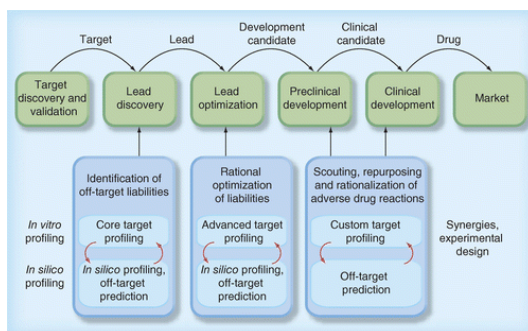 Target
Lead
Development
candidate
Clinical
candidate
Drug
Target
discovery and
validation
Lead
discovery
Lead
optimization
Preclinical
development
Clinical
development
Market
Identification of
off-target liabilities
Rational
optimization
of liabilities
Scouting, repurposing
and rationalization of
adverse drug reactions
In vitro
profiling
Core target
profiling
Advanced target
profiling
Custom target
profiling
Synergies,
experimental
design
In silico
profiling
In silico profiling,
off-target
prediction
In silico profiling,
off-target
prediction
Off-target
prediction